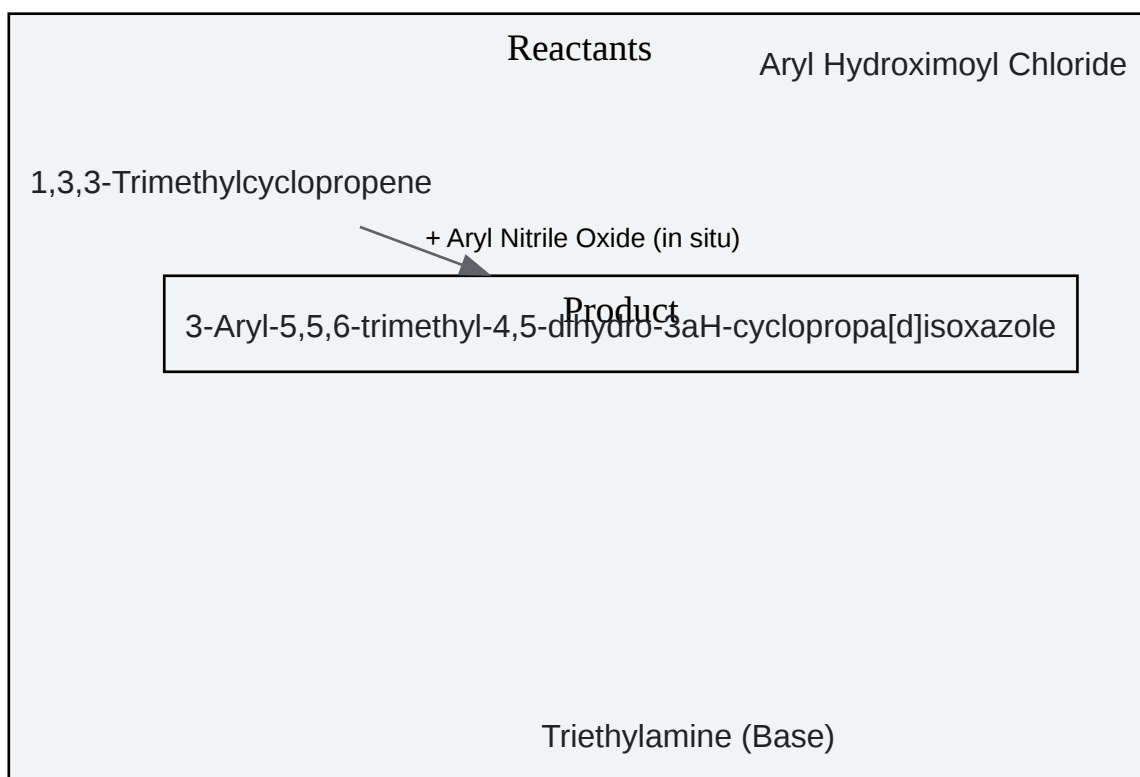 Reactants
Aryl Hydroximoyl Chloride
1,3,3-Trimethylcyclopropene
+ Aryl Nitrile Oxide (in situ)
Product
3-Aryl-5,5,6-trimethyl-4,5-dihydro-3aH-cyclopropa[d]isoxazole
Triethylamine (Base)